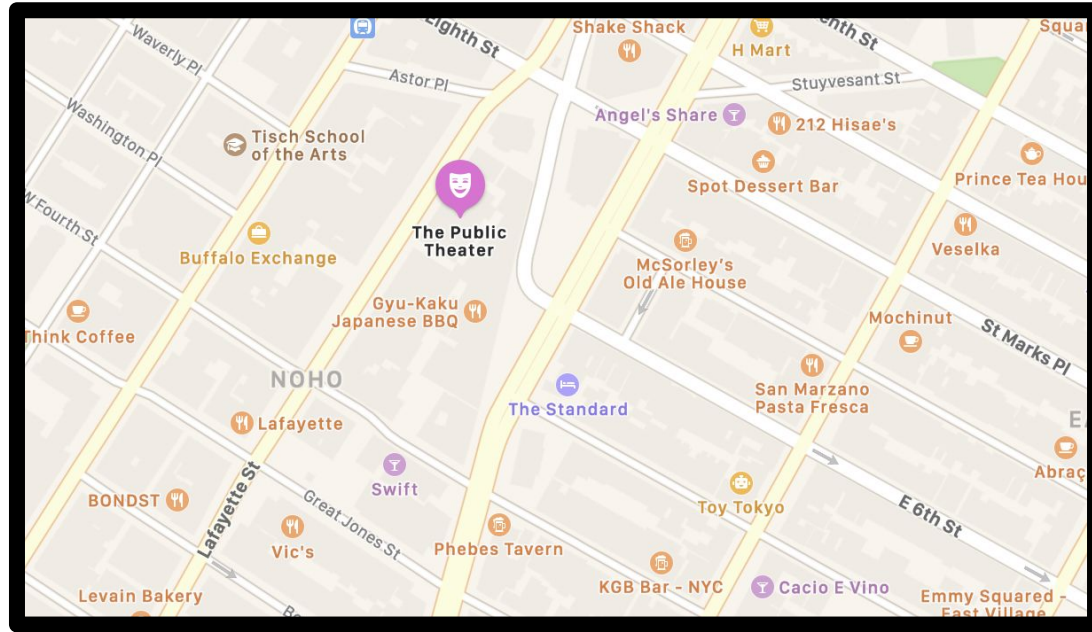 Waverly Pl
Eighth St
Shake Shack
H Mart
Astor Pl
Stuyvesant St
Washington Pl
Tisch School
of the Arts
Angel's Share
212 Hisae's
Spot Dessert Bar
Prince Tea Hou
W Fourth St
The Public
Theater
Buffalo Exchange
Veselka
McSorley's
Old Ale House
Gyu-Kaku
Japanese BBQ
Think Coffee
Mochinut
St Marks Pl
NOHO
The Standard
San Marzano
Pasta Fresca
Lafayette
Swift
Abraç
BONDST
Lafayette St
Great Jones St
Toy Tokyo
E 6th St
Vic's
Phebes Tavern
KGB Bar - NYC
Cacio E Vino
Levain Bakery
Emmy Squared -
East Village